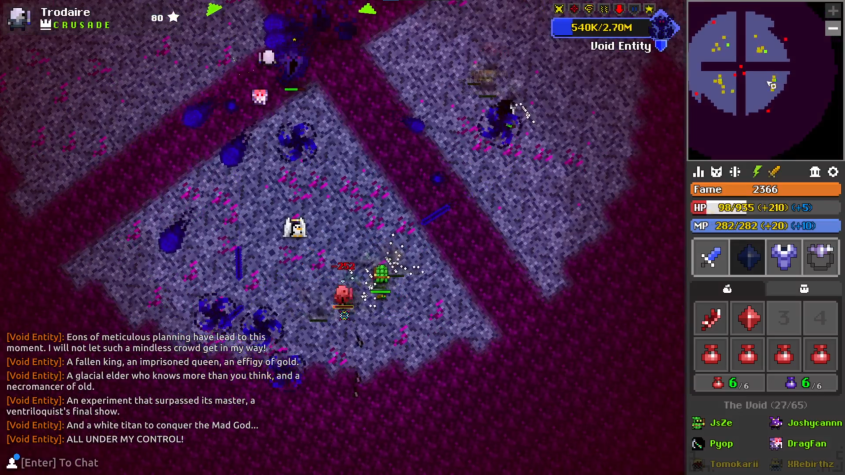 Trodaire
CRUSADE
80
540K/2.70M
Void Entity
Fame 2366
HP 98/935 (+210) (+5)
MP 282/282 (+20) (+10)
3 4
6/6 6/6
The Void (27/65)
JsZe Joshycannn
Pyop DragFan
Tomokarii XRebirthz
[Void Entity]: Eons of meticulous planning have lead to this
moment. I will not let such a mindless crowd get in my way!
[Void Entity]: A fallen king, an imprisoned queen, an effigy of gold.
[Void Entity]: A glacial elder who knows more than you think, and a
necromancer of old.
[Void Entity]: An experiment that surpassed its master, a
ventriloquist's final show.
[Void Entity]: And a white titan to conquer the Mad God...
[Void Entity]: ALL UNDER MY CONTROL!
[Enter] To Chat